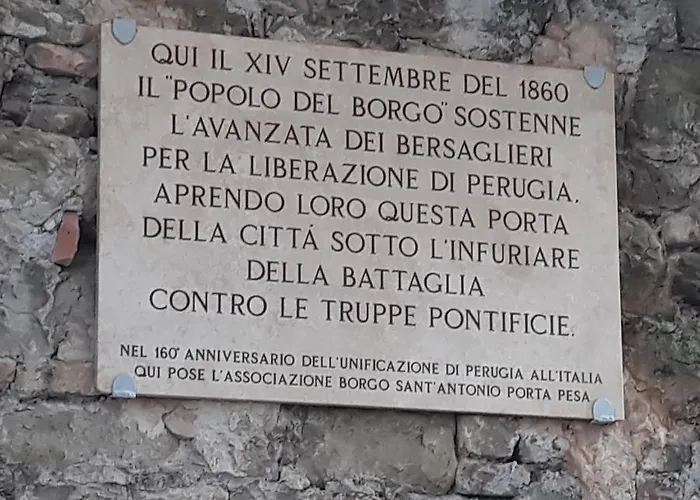 QUI IL XIV SETTEMBRE DEL 1860
IL "POPOLO DEL BORGO" SOSTENNE
L'AVANZATA DEI BERSAGLIERI
PER LA LIBERAZIONE DI PERUGIA,
APRENDO LORO QUESTA PORTA
DELLA CITTÁ SOTTO L'INFURIARE
DELLA BATTAGLIA
CONTRO LE TRUPPE PONTIFICIE.
NEL 160° ANNIVERSARIO DELL'UNIFICAZIONE DI PERUGIA ALL'ITALIA
QUI POSE L'ASSOCIAZIONE BORGO SANT'ANTONIO PORTA PESA